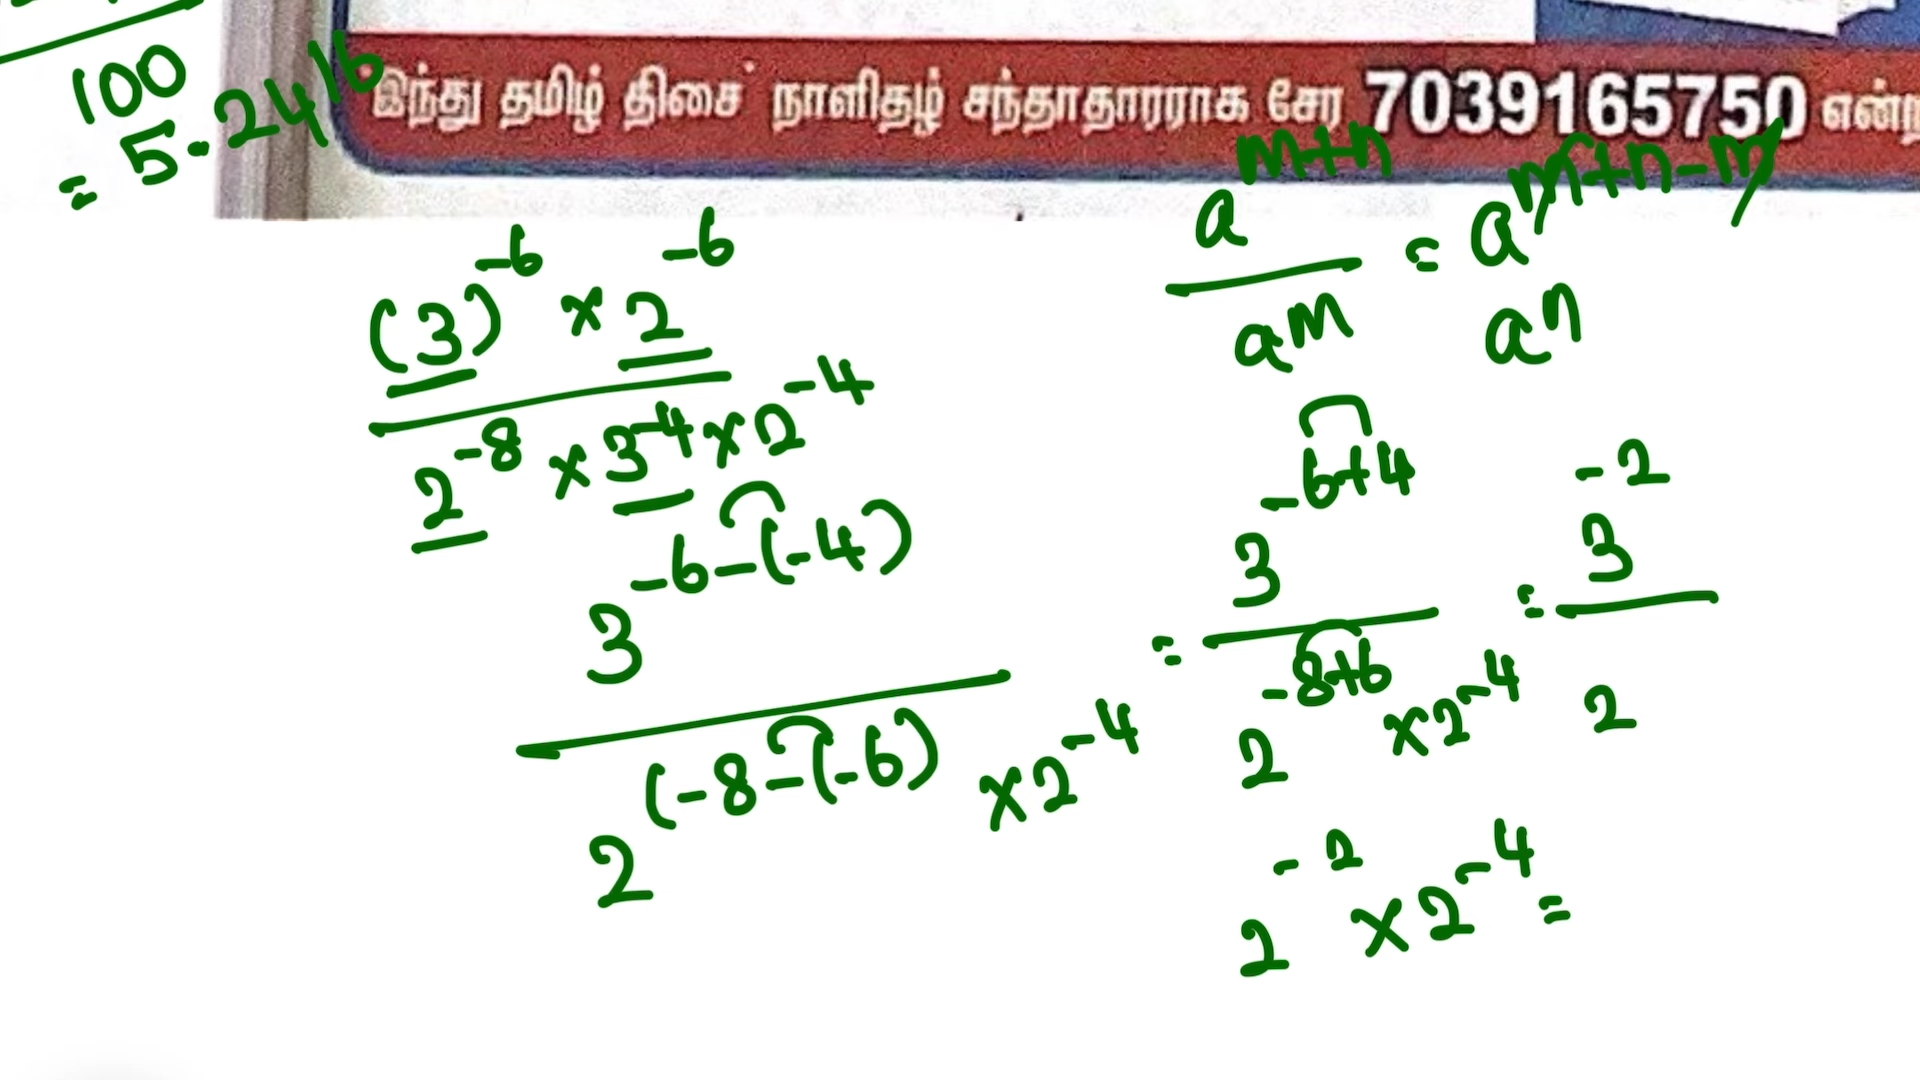 100
= 5.2416
இந்து தமிழ் திசை நாளிதழ் சந்தாதாரராக சேர 7039165750
a^(m+n) / a^m = a^(m+n-m)
a^n
(3)^-6 × 2^-6
2^-8 × 3^-4 × 2^-4
3^(-6-(-4)) / 2^(-8-(-6)) × 2^-4 = 3^(-6+4) / 2^(-8+6) × 2^-4 = 3^-2 / 2
2^-2 × 2^-4 =